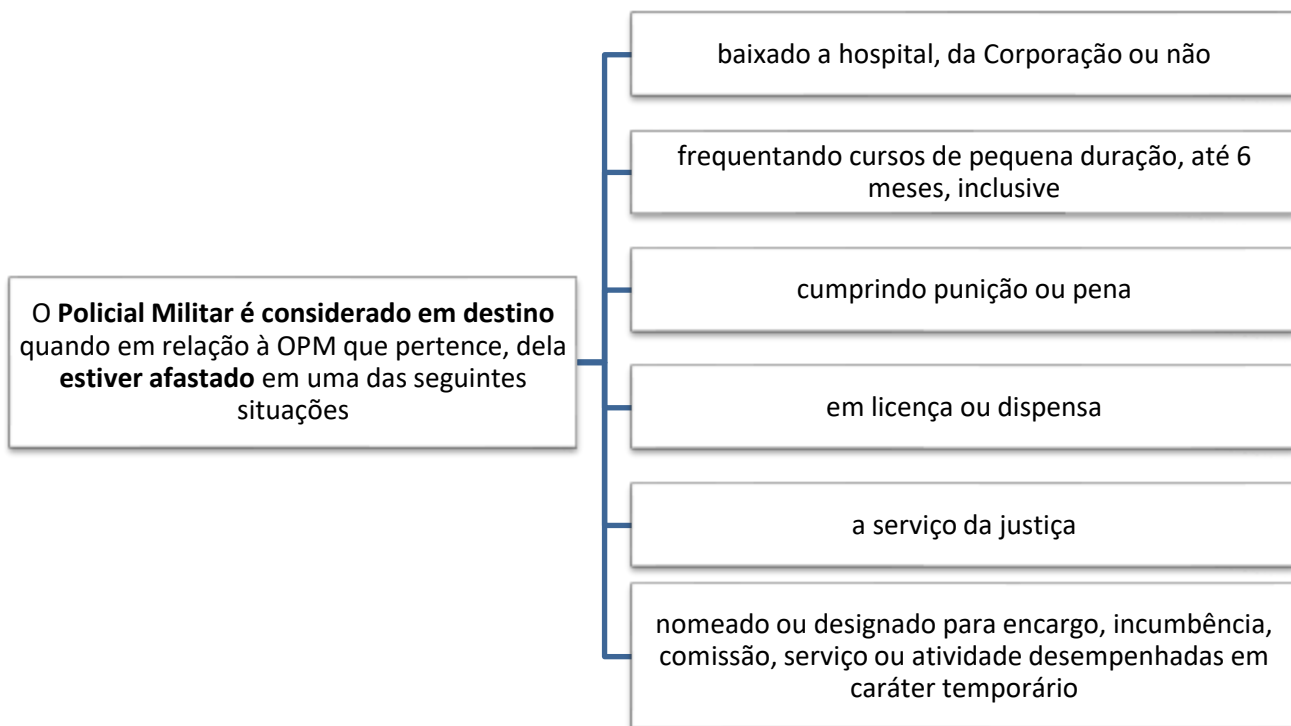 O Policial Militar é considerado em destino
quando em relação à OPM que pertence, dela
estiver afastado em uma das seguintes
situações
baixado a hospital, da Corporação ou não
frequentando cursos de pequena duração, até 6
meses, inclusive
cumprindo punição ou pena
em licença ou dispensa
a serviço da justiça
nomeado ou designado para encargo, incumbência,
comissão, serviço ou atividade desempenhadas em
caráter temporário